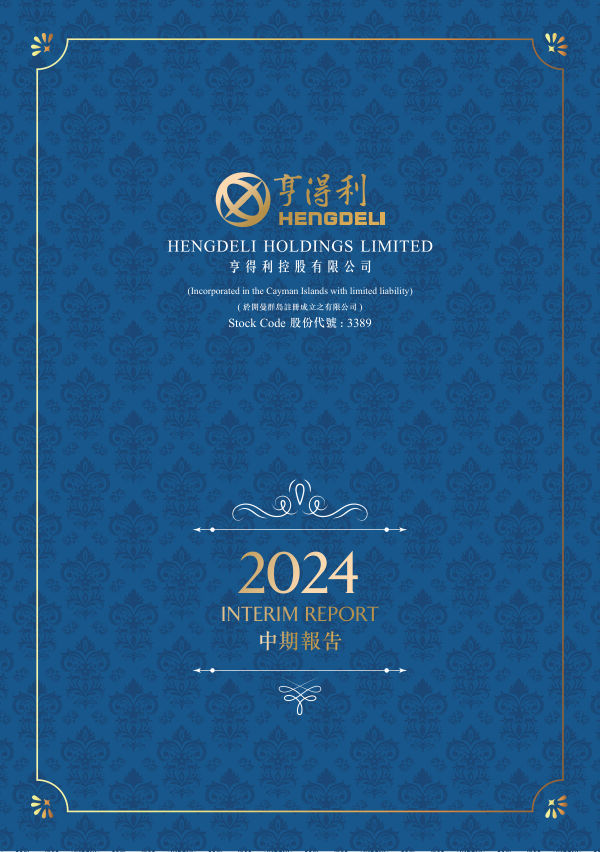 亨得利
HENGDELI
HENGDELI HOLDINGS LIMITED
亨得利控股有限公司
(Incorporated in the Cayman Islands with limited liability)
(於開曼群島註冊成立之有限公司)
Stock Code 股份代號 : 3389
2024
INTERIM REPORT
中期報告